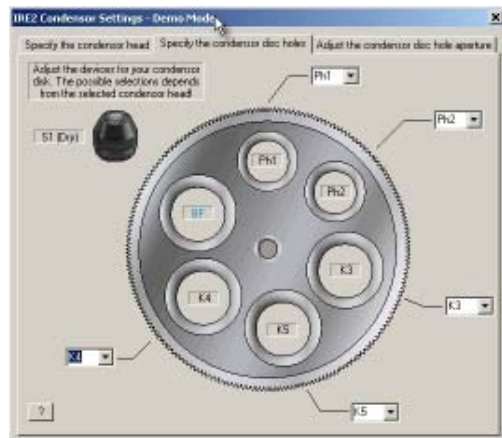 IRE2 Condensor Settings - Demo Mode
Specify the condensor head
Specify the condensor disc holes
Adjust the condensor disc hole aperture
Adjust the devices for your condensor
disk. The possible selections depends
from the selected condensor head!
S1 (Dry)
Ph1
Ph2
Ph1
Ph2
BF
K3
K4
K3
K5
K4
K5
?